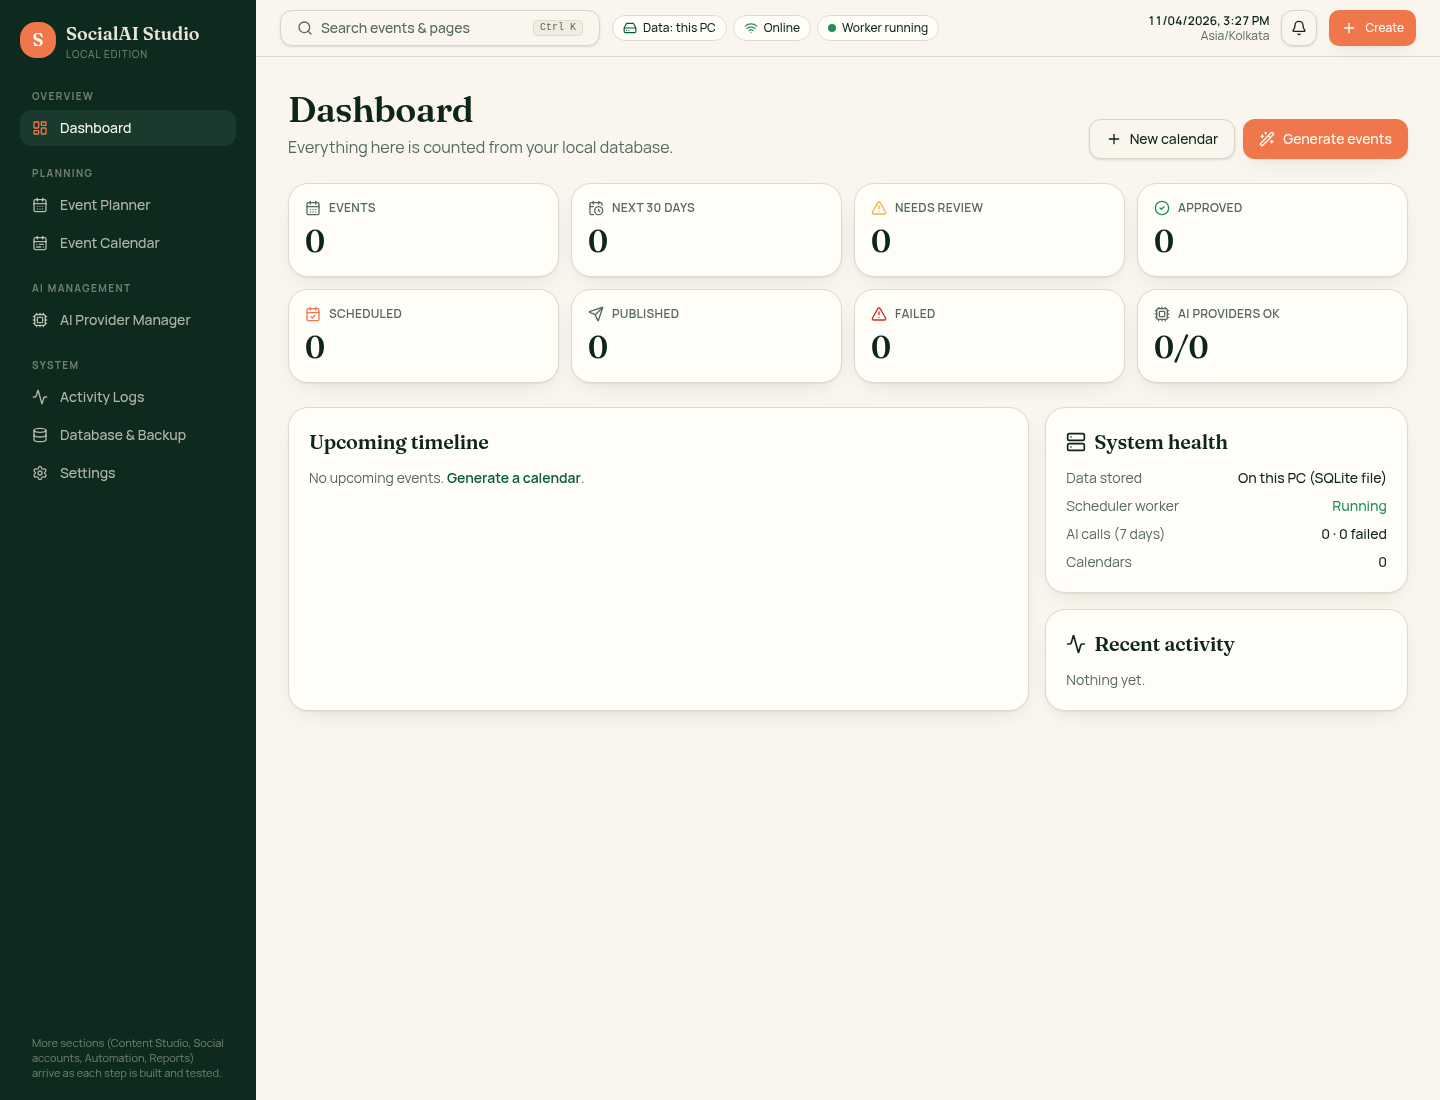 S
SocialAI Studio
LOCAL EDITION
OVERVIEW
Dashboard
PLANNING
Event Planner
Event Calendar
AI MANAGEMENT
AI Provider Manager
SYSTEM
Activity Logs
Database & Backup
Settings
More sections (Content Studio, Social
accounts, Automation, Reports)
arrive as each step is built and tested.
Search events & pages
Ctrl K
Data: this PC
Online
Worker running
11/04/2026, 3:27 PM
Asia/Kolkata
Create
Dashboard
Everything here is counted from your local database.
New calendar
Generate events
EVENTS
0
NEXT 30 DAYS
0
NEEDS REVIEW
0
APPROVED
0
SCHEDULED
0
PUBLISHED
0
FAILED
0
AI PROVIDERS OK
0/0
Upcoming timeline
No upcoming events. Generate a calendar.
System health
Data stored On this PC (SQLite file)
Scheduler worker Running
AI calls (7 days) 0 · 0 failed
Calendars 0
Recent activity
Nothing yet.